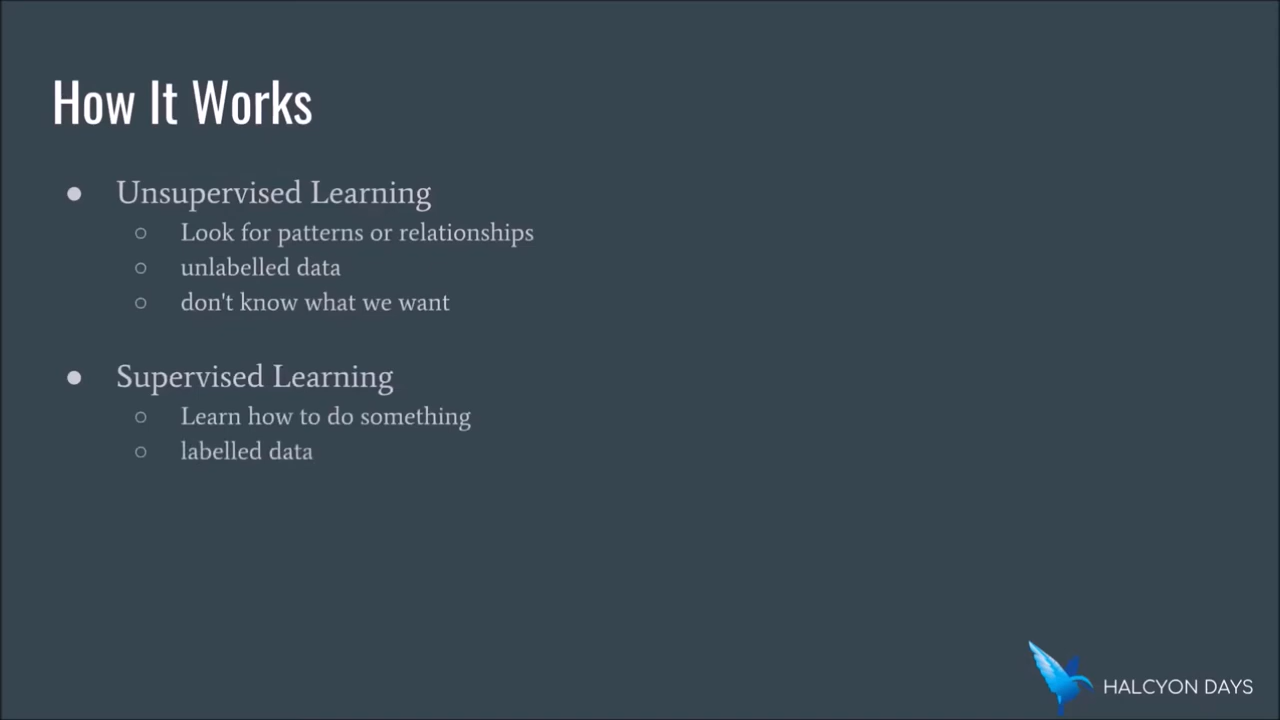 How It Works
● Unsupervised Learning
○ Look for patterns or relationships
○ unlabelled data
○ don't know what we want
● Supervised Learning
○ Learn how to do something
○ labelled data
HALCYON DAYS